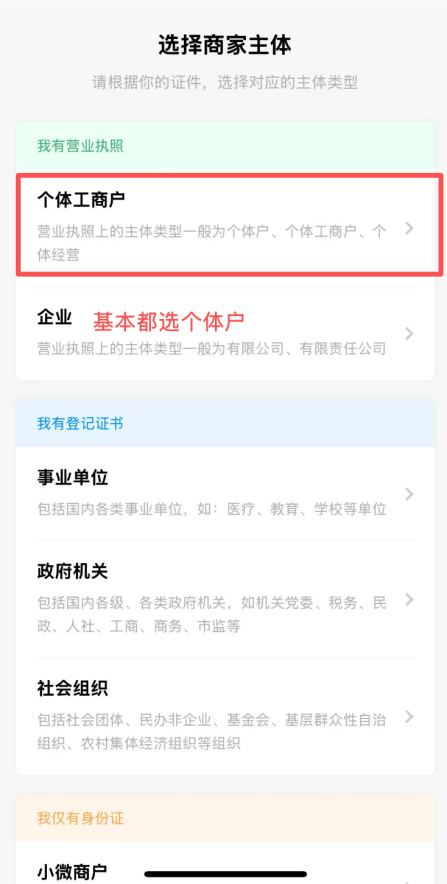 选择商家主体
请根据你的证件，选择对应的主体类型
我有营业执照
个体工商户
营业执照上的主体类型一般为个体户、个体工商户、个
体经营
企业
基本都选个体户
营业执照上的主体类型一般为有限公司、有限责任公司
我有登记证书
事业单位
包括国内各类事业单位，如：医疗、教育、学校等单位
政府机关
包括国内各级、各类政府机关，如机关党委、税务、民
政、人社、工商、商务、市监等
社会组织
包括社会团体、民办非企业、基金会、基层群众性自治
组织、农村集体经济组织等组织
我仅有身份证
小微商户